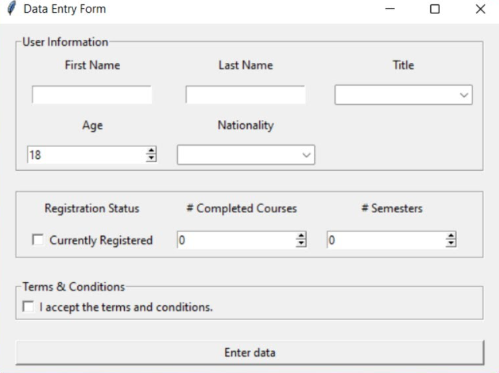 Data Entry Form
User Information
First Name Last Name Title
Age Nationality
18
Registration Status # Completed Courses # Semesters
Currently Registered 0 0
Terms & Conditions
I accept the terms and conditions.
Enter data